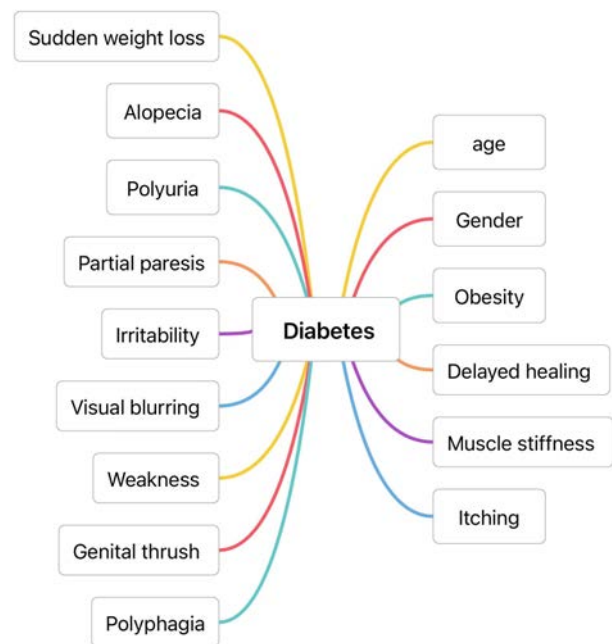 Sudden weight loss
Alopecia
Polyuria
Partial paresis
Irritability
Visual blurring
Weakness
Genital thrush
Polyphagia
Diabetes
age
Gender
Obesity
Delayed healing
Muscle stiffness
Itching